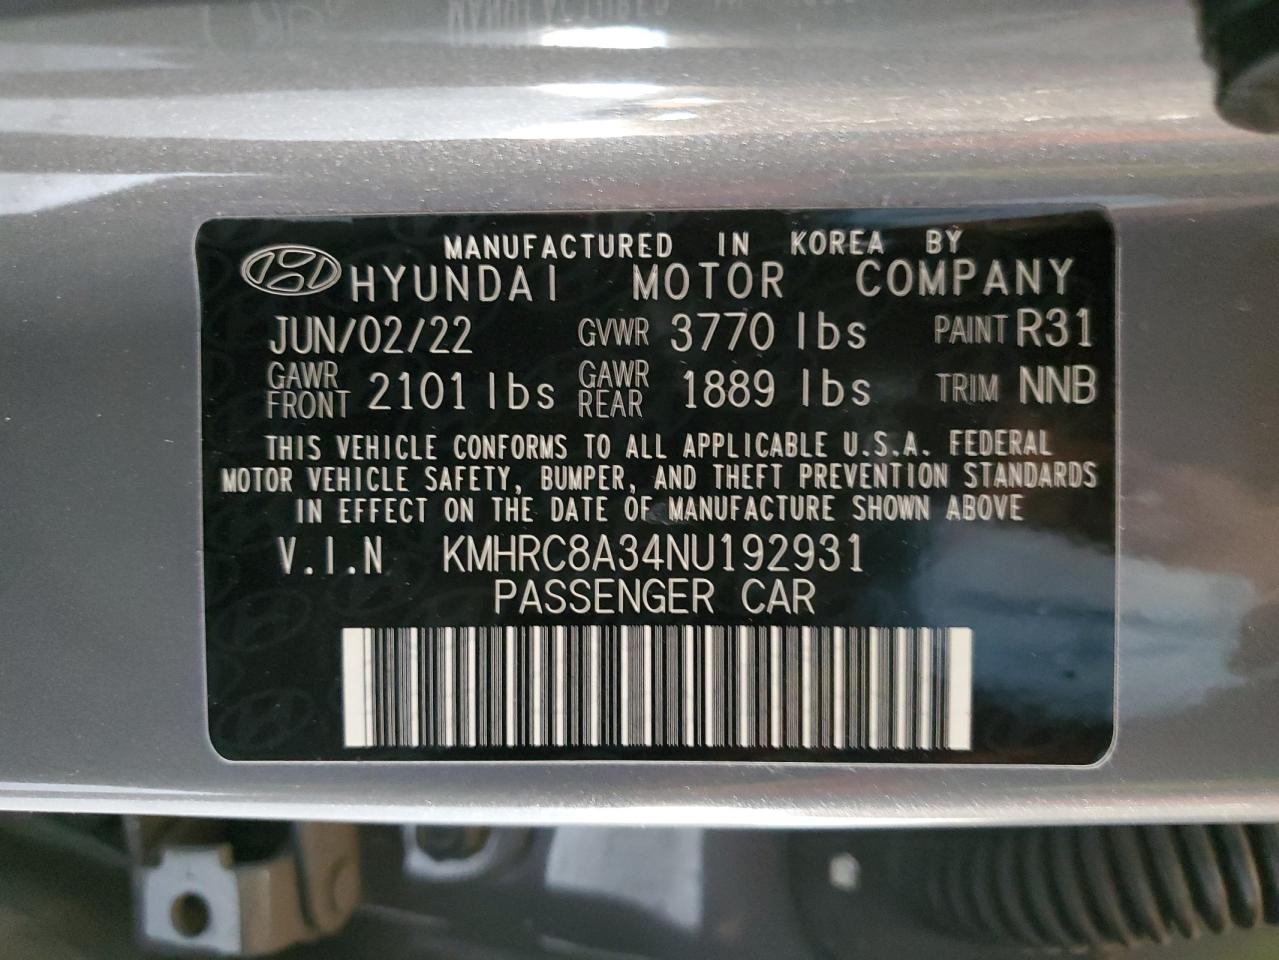 MANUFACTURED IN KOREA BY
HYUNDAI MOTOR COMPANY
JUN/02/22 GVWR 3770 lbs PAINT R31
GAWR FRONT 2101 lbs GAWR REAR 1889 lbs TRIM NNB
THIS VEHICLE CONFORMS TO ALL APPLICABLE U.S.A. FEDERAL
MOTOR VEHICLE SAFETY, BUMPER, AND THEFT PREVENTION STANDARDS
IN EFFECT ON THE DATE OF MANUFACTURE SHOWN ABOVE
V.I.N KMHRC8A34NU192931
PASSENGER CAR